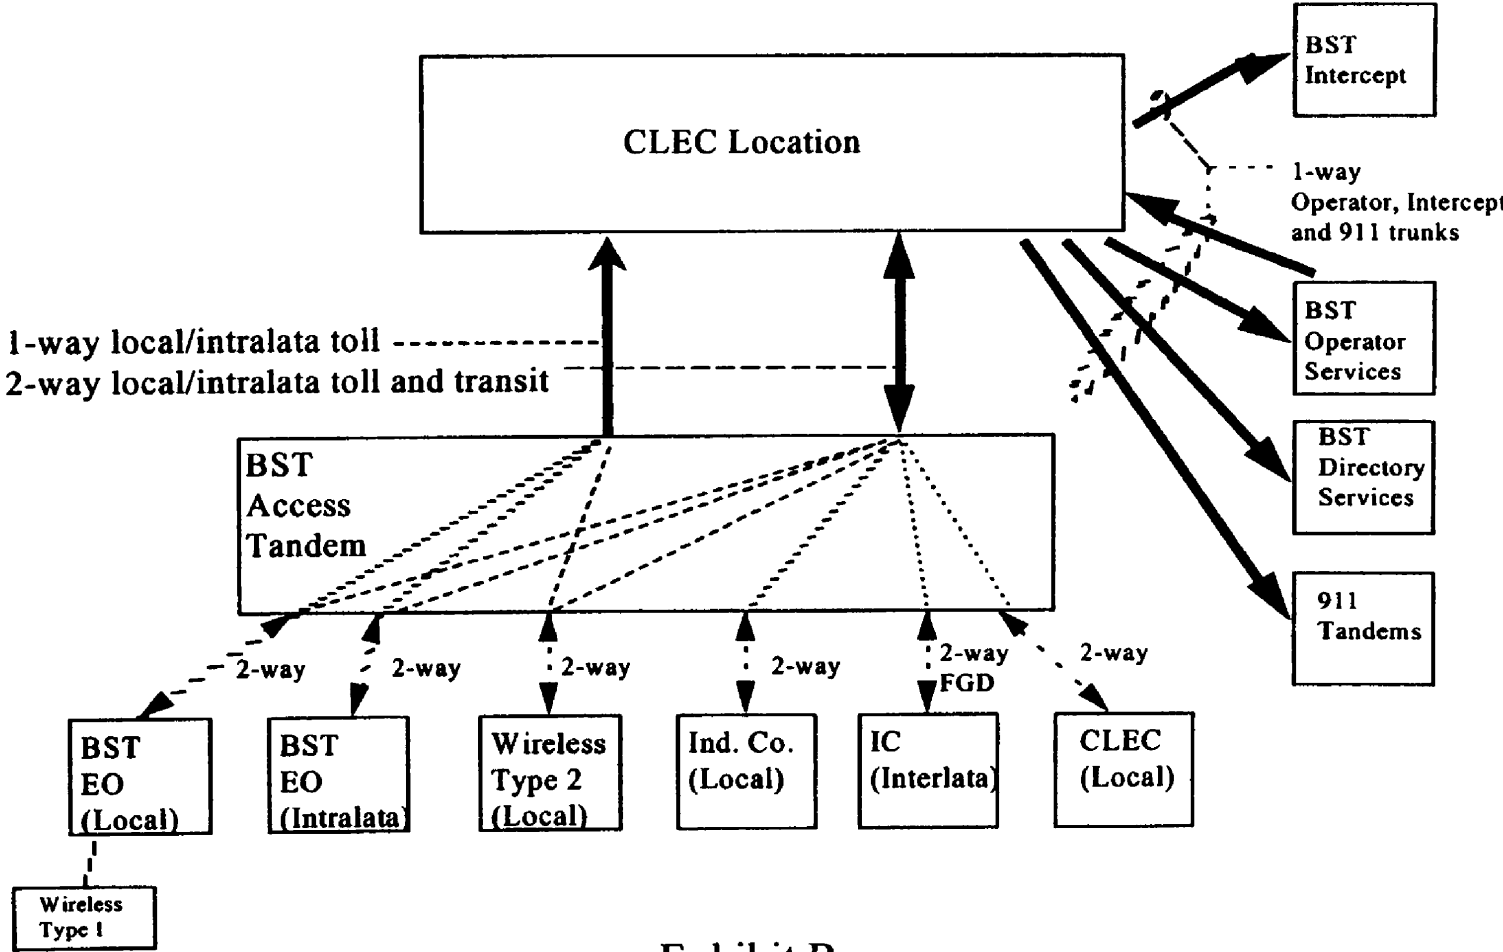 BST
Intercept
CLEC Location
1-way
Operator, Intercept
and 911 trunks
BST
Operator
Services
1-way local/intralata toll
2-way local/intralata toll and transit
BST
Directory
Services
BST
Access
Tandem
911
Tandems
2-way
2-way
2-way
2-way
2-way
FGD
2-way
BST
EO
(Local)
BST
EO
(Intralata)
Wireless
Type 2
(Local)
Ind. Co.
(Local)
IC
(Interlata)
CLEC
(Local)
Wireless
Type 1
Exhibit B